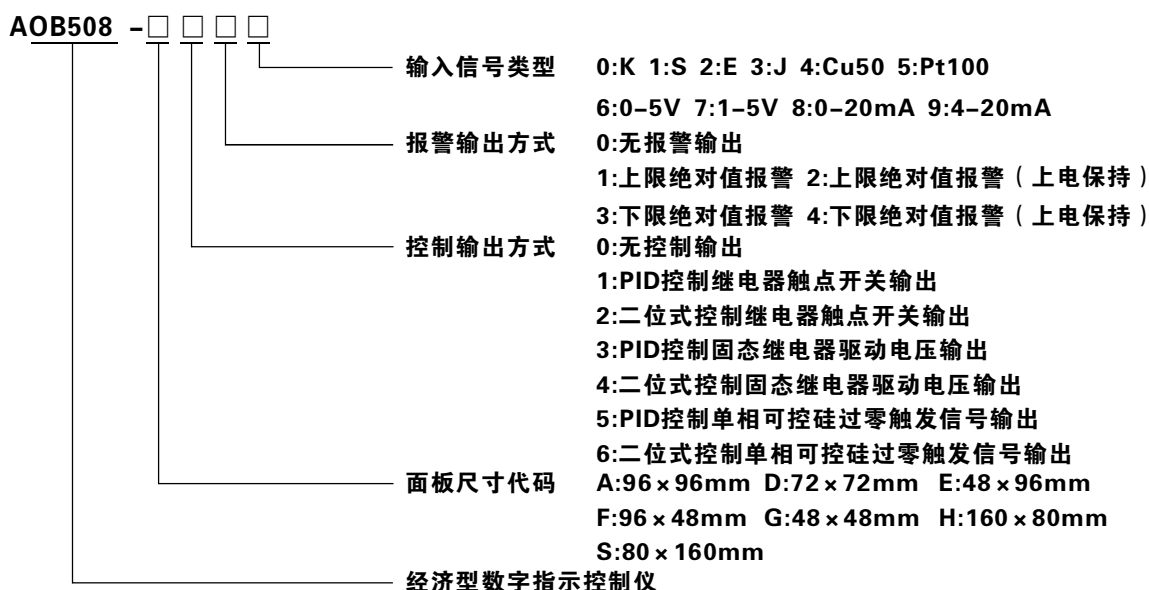 AOB508 -□ □ □ □
输入信号类型 0:K 1:S 2:E 3:J 4:Cu50 5:Pt100
6:0–5V 7:1–5V 8:0–20mA 9:4–20mA
报警输出方式 0:无报警输出
1:上限绝对值报警 2:上限绝对值报警（上电保持）
3:下限绝对值报警 4:下限绝对值报警（上电保持）
控制输出方式 0:无控制输出
1:PID控制继电器触点开关输出
2:二位式控制继电器触点开关输出
3:PID控制固态继电器驱动电压输出
4:二位式控制固态继电器驱动电压输出
5:PID控制单相可控硅过零触发信号输出
6:二位式控制单相可控硅过零触发信号输出
面板尺寸代码 A:96×96mm D:72×72mm E:48×96mm
F:96×48mm G:48×48mm H:160×80mm
S:80×160mm
经济型数字指示控制仪